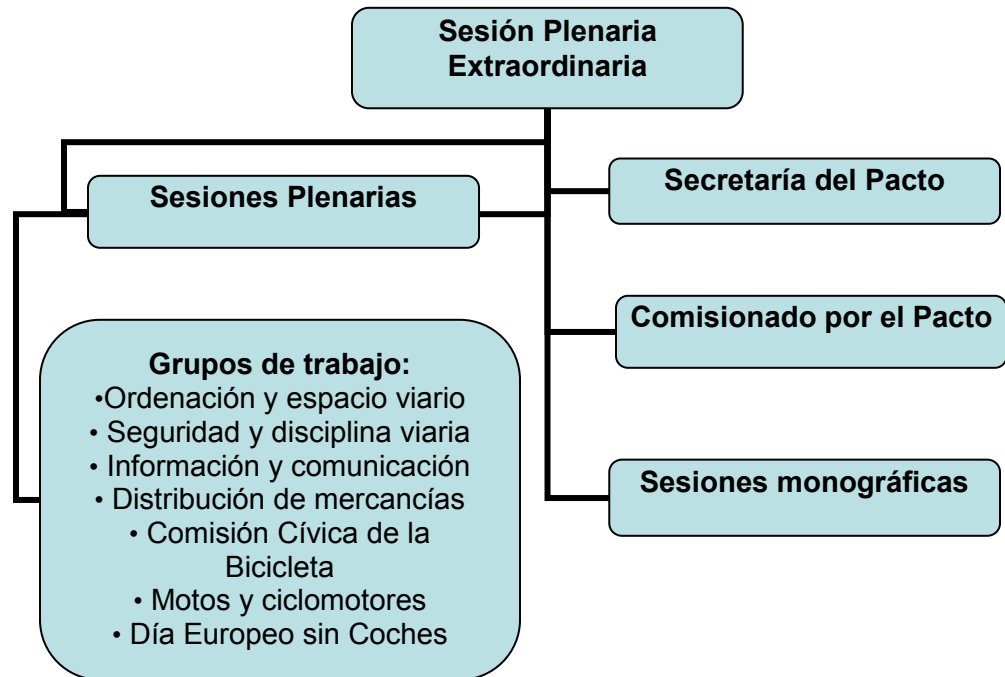 Sesión Plenaria
Extraordinaria
Sesiones Plenarias
Secretaría del Pacto
Comisionado por el Pacto
Sesiones monográficas
Grupos de trabajo:
•Ordenación y espacio viario
• Seguridad y disciplina viaria
• Información y comunicación
• Distribución de mercancías
• Comisión Cívica de la
Bicicleta
• Motos y ciclomotores
• Día Europeo sin Coches